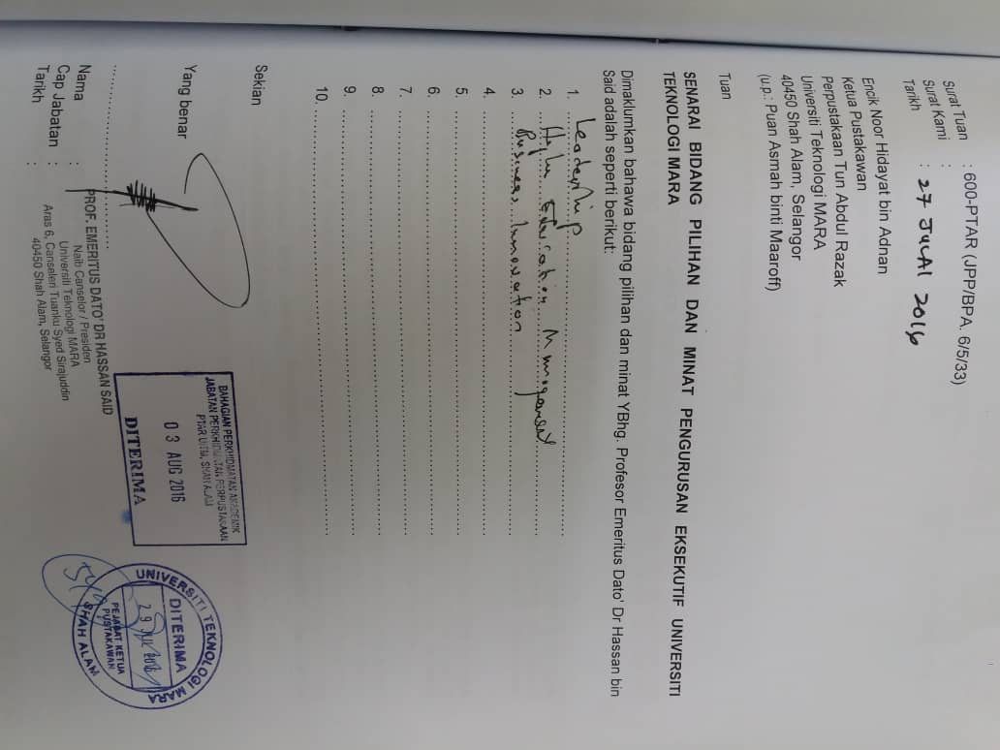 Surat Tuan : 600-PTAR (JPP/BPA. 6/5/33)
Surat Kami :
Tarikh : 27 JULAI 2016
Encik Noor Hidayat bin Adnan
Ketua Pustakawan
Perpustakaan Tun Abdul Razak
Universiti Teknologi MARA
40450 Shah Alam, Selangor
(u.p.: Puan Asmah binti Maaroff)
Tuan
SENARAI BIDANG PILIHAN DAN MINAT PENGURUSAN EKSEKUTIF UNIVERSITI
TEKNOLOGI MARA
Dimaklumkan bahawa bidang pilihan dan minat YBhg. Profesor Emeritus Dato' Dr Hassan bin
Said adalah seperti berikut:
1. Leadership
2. Higher Education Management
3. Business Innovation
4.
5.
6.
7.
8.
9.
10.
Sekian
Yang benar
Nama : PROF. EMERITUS DATO' DR HASSAN SAID
Naib Canselor / Presiden
Cap Jabatan : Universiti Teknologi MARA
Aras 6, Canselori Tuanku Syed Sirajuddin
Tarikh : 40450 Shah Alam, Selangor
BAHAGIAN PERKHIDMATAN AKADEMIK
JABATAN PERKHIDMATAN PERPUSTAKAAN
PTAR UiTM, SHAH ALAM
03 AUG 2016
DITERIMA
UNIVERSITI TEKNOLOGI MARA
DITERIMA
29 JUL 2016
PEJABAT KETUA
PUSTAKAWAN
SHAH ALAM